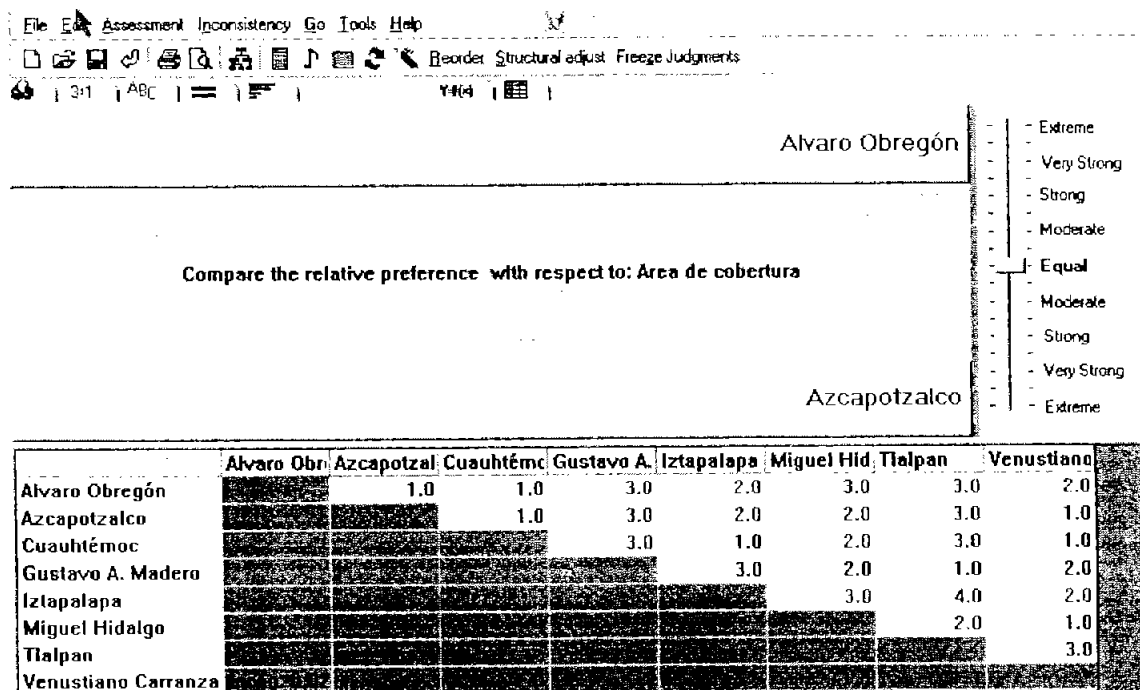 File Edit Assessment Inconsistency Go Tools Help
Reorder Structural adjust Freeze Judgments
3:1 ABC
Alvaro Obregón
Extreme
Very Strong
Strong
Moderate
Equal
Moderate
Strong
Very Strong
Extreme
Compare the relative preference with respect to: Area de cobertura
Azcapotzalco
Alvaro Obr Azcapotzal Cuauhtémc Gustavo A. Iztapalapa Miguel Hid Tlalpan Venustiano
Alvaro Obregón 1.0 1.0 3.0 2.0 3.0 3.0 2.0
Azcapotzalco 1.0 3.0 2.0 2.0 3.0 1.0
Cuauhtémoc 3.0 1.0 2.0 3.0 1.0
Gustavo A. Madero 3.0 2.0 1.0 2.0
Iztapalapa 3.0 4.0 2.0
Miguel Hidalgo 2.0 1.0
Tlalpan 3.0
Venustiano Carranza